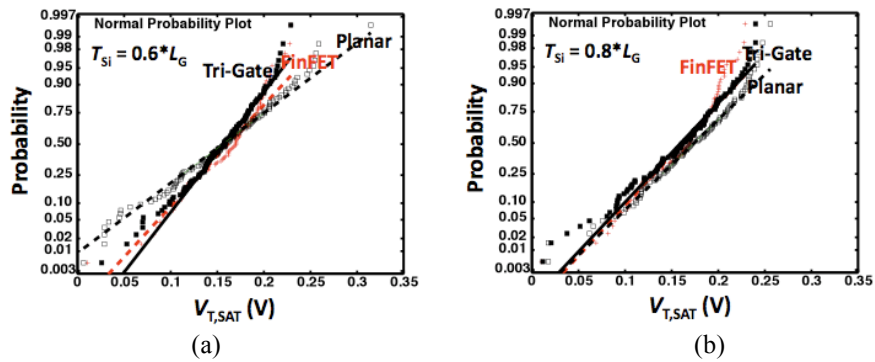 Normal Probability Plot
T_Si = 0.6*L_G
Tri-Gate
FinFET
Planar
Probability
0.997
0.99
0.98
0.95
0.90
0.75
0.50
0.25
0.10
0.05
0.02
0.01
0.003
0 0.05 0.1 0.15 0.2 0.25 0.3 0.35
V_T,SAT (V)
(a)
Normal Probability Plot
T_Si = 0.8*L_G
FinFET
Tri-Gate
Planar
Probability
0.997
0.99
0.98
0.95
0.90
0.75
0.50
0.25
0.10
0.05
0.02
0.01
0.003
0 0.05 0.1 0.15 0.2 0.25 0.3 0.35
V_T,SAT (V)
(b)